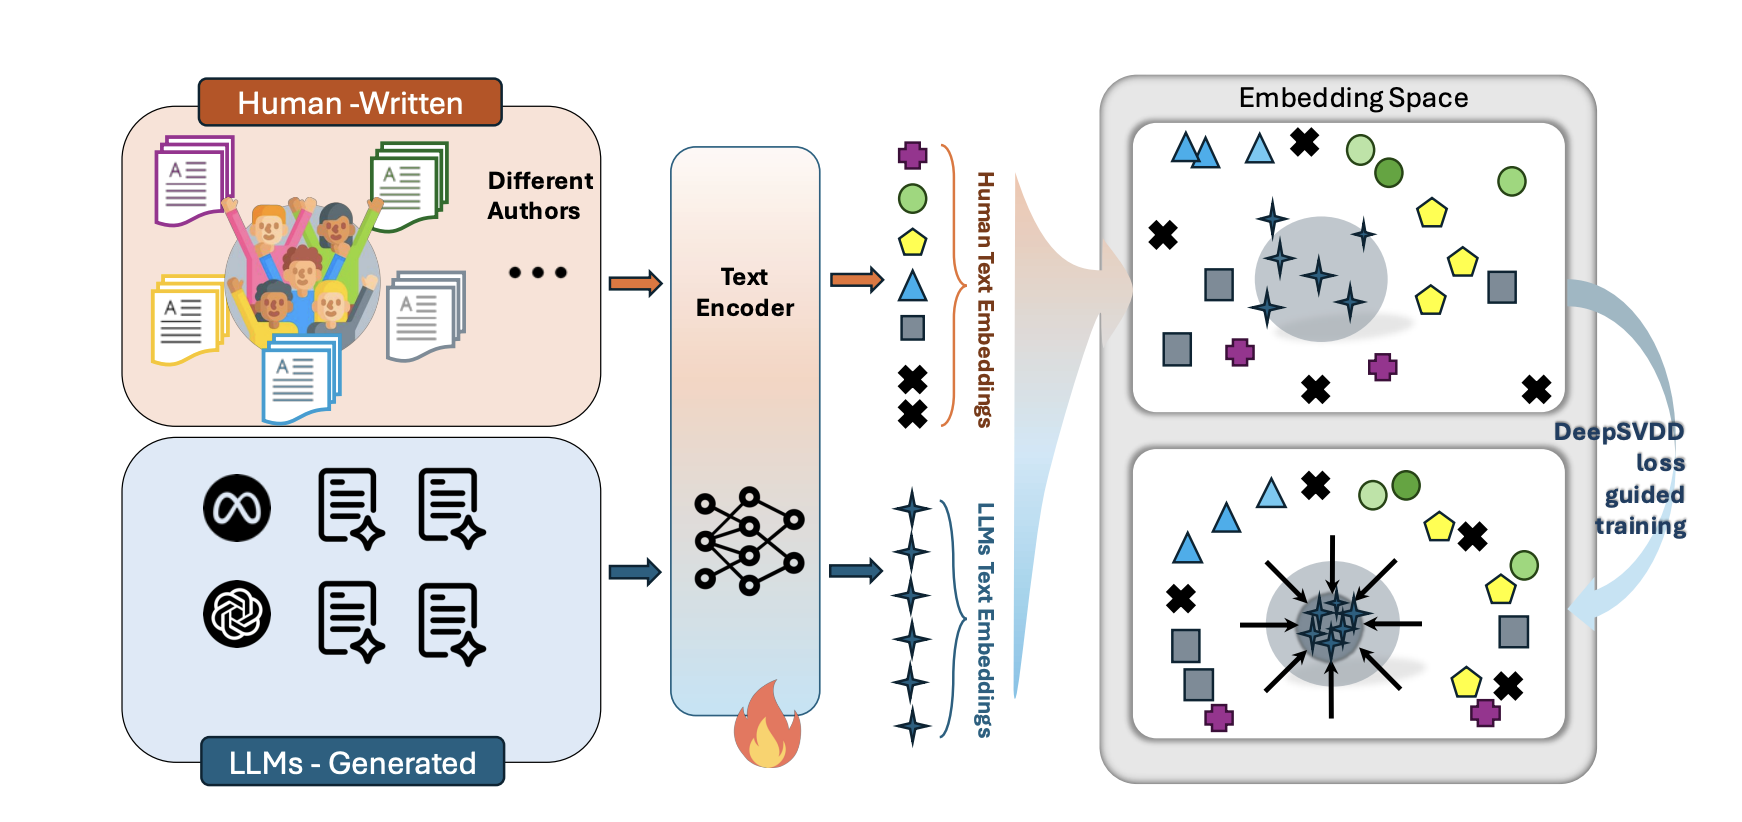 Human -Written
Different
Authors
A
A
A
A
A
LLMs - Generated
Text
Encoder
Human Text Embeddings
LLMs Text Embeddings
Embedding Space
DeepSVDD
loss
guided
training